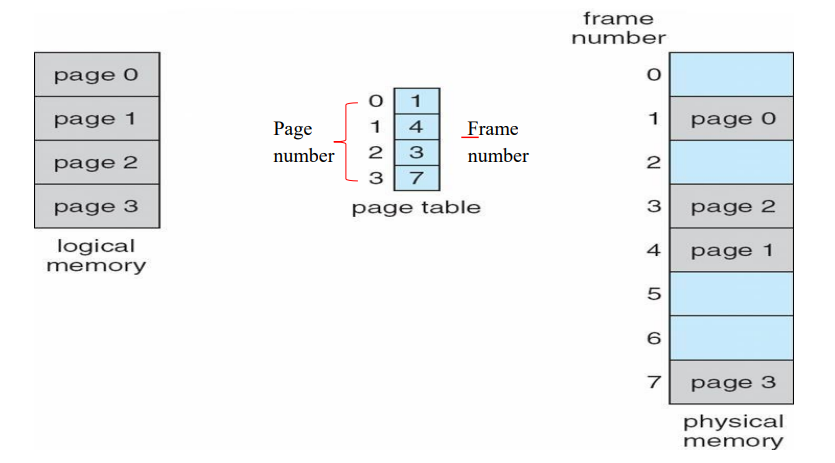 page 0
page 1
page 2
page 3
logical
memory
Page
number
0 1
1 4
2 3
3 7
page table
Frame
number
frame
number
0
1 page 0
2
3 page 2
4 page 1
5
6
7 page 3
physical
memory